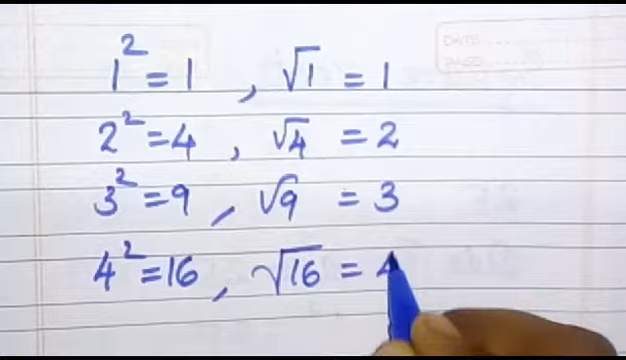 DATE:
PAGE:
1² = 1 , √1 = 1
2² = 4 , √4 = 2
3² = 9 , √9 = 3
4² = 16 , √16 = 4